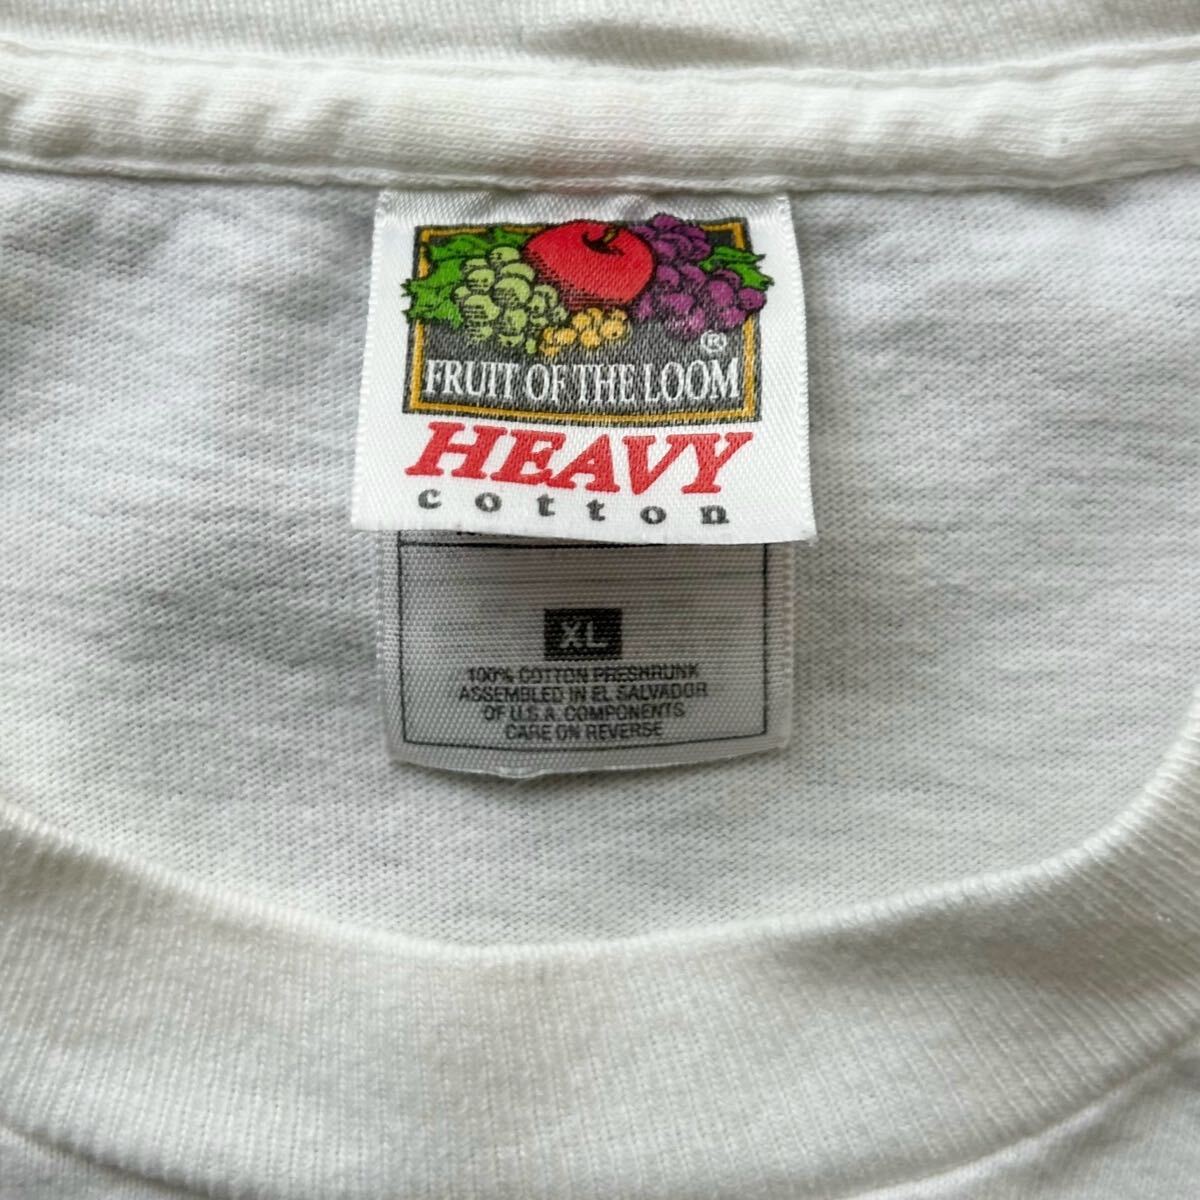 ®
FRUIT OF THE LOOM
HEAVY
cotton
XL
100% COTTON PRESHRUNK
ASSEMBLED IN EL SALVADOR
OF U.S.A. COMPONENTS
CARE ON REVERSE